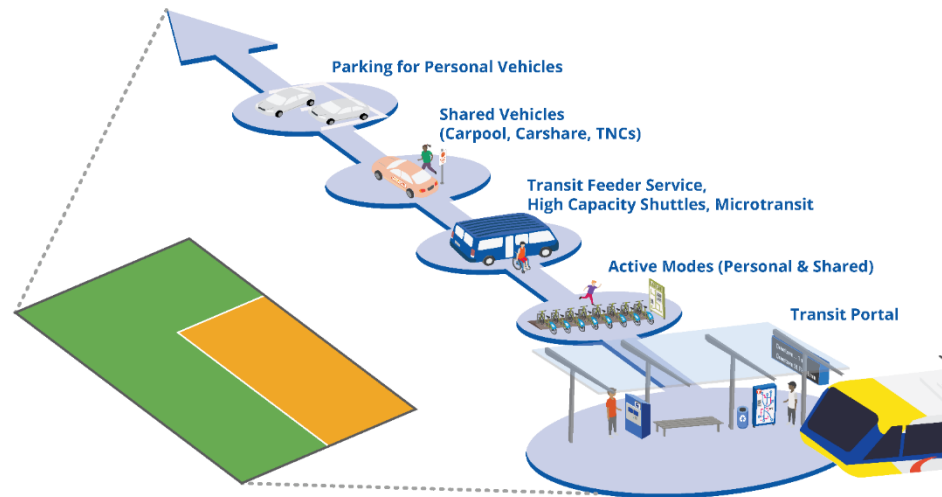 Parking for Personal Vehicles
Shared Vehicles
(Carpool, Carshare, TNCs)
Transit Feeder Service,
High Capacity Shuttles, Microtransit
Active Modes (Personal & Shared)
Transit Portal